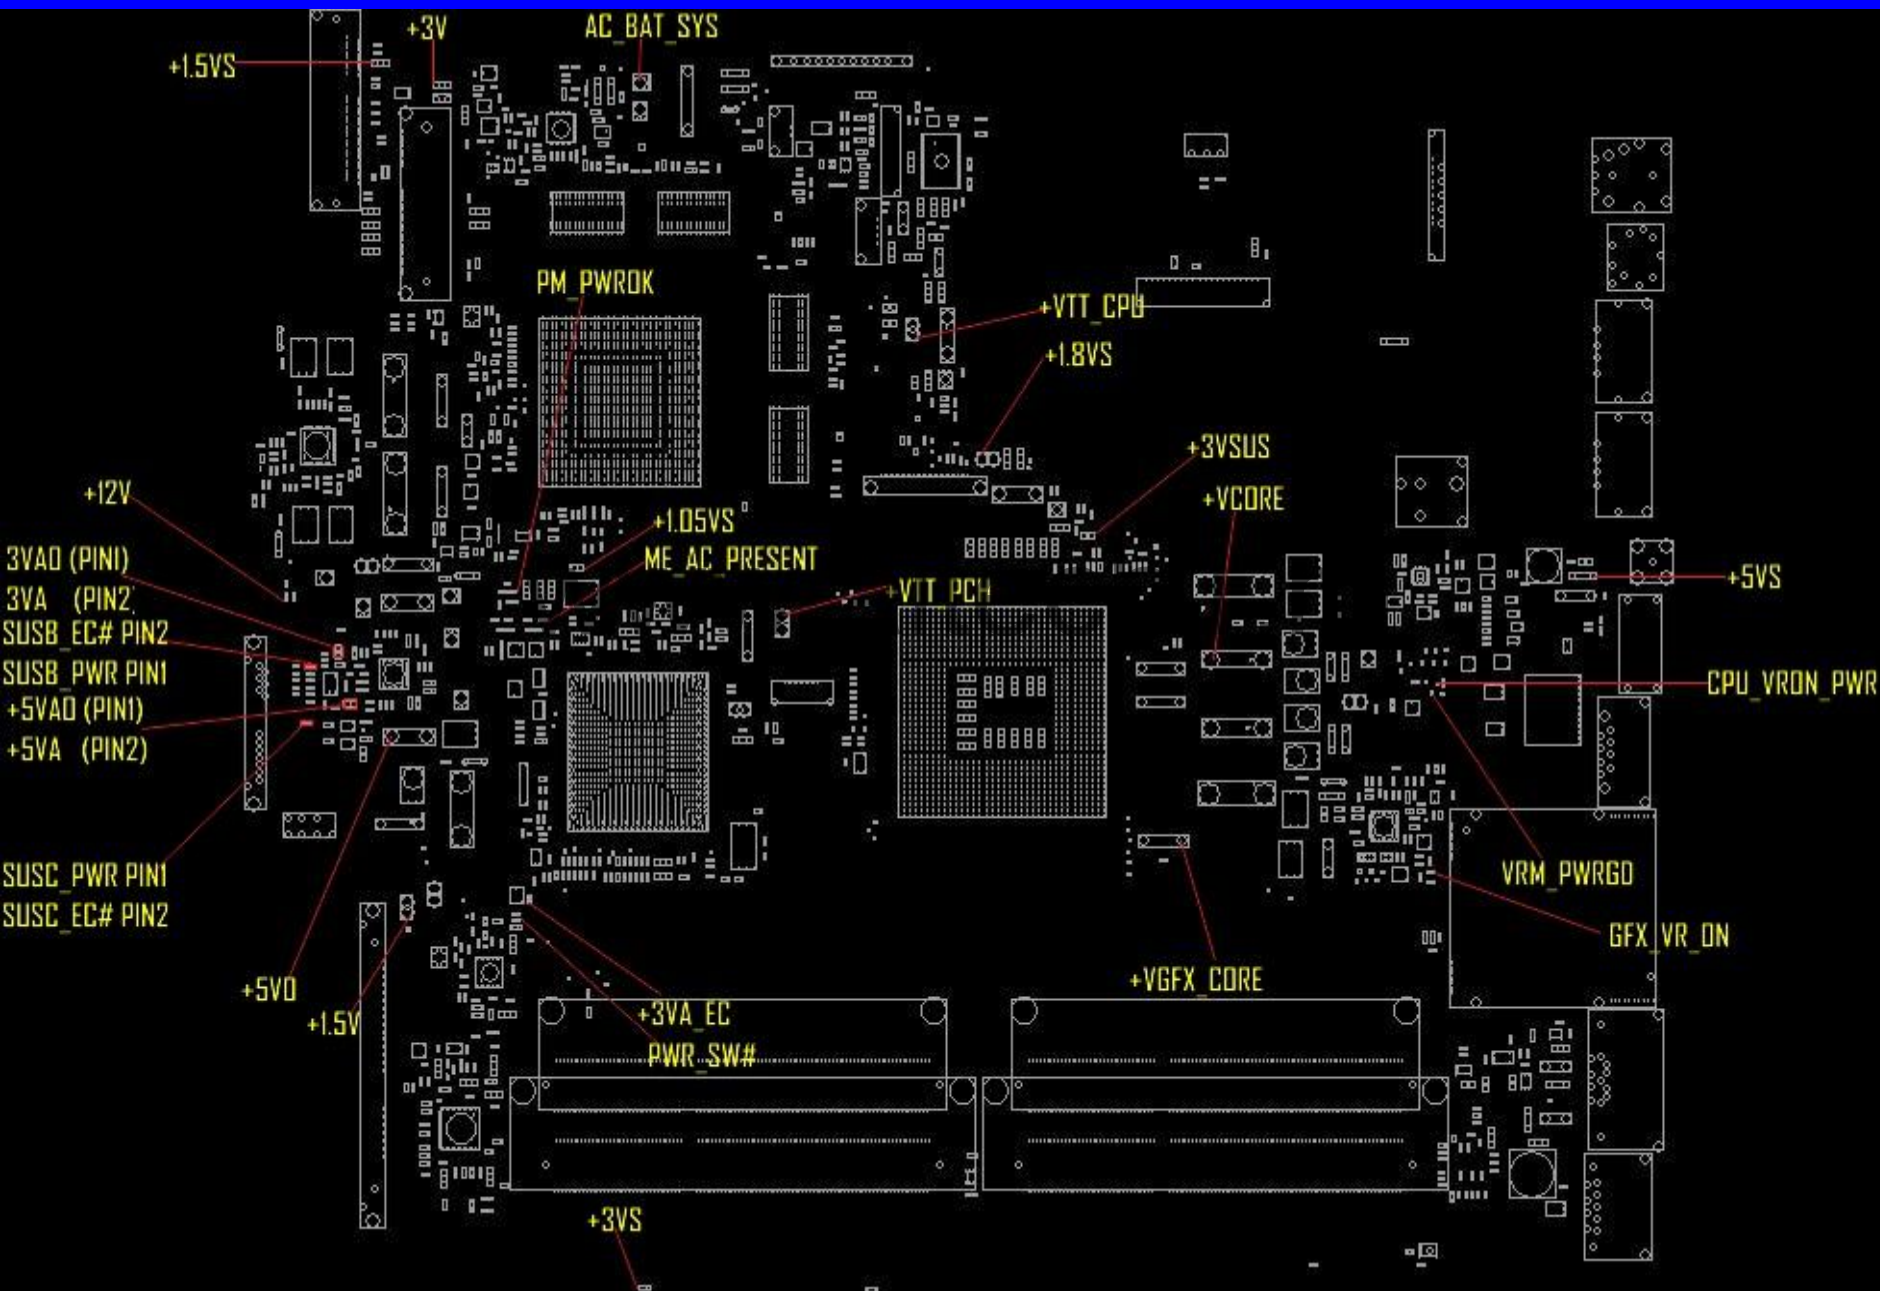 +3V
AC_BAT_SYS
+1.5VS
PM_PWROK
+VTT_CPU
+1.8VS
+3VSUS
+VCORE
+12V
+1.05VS
3VAO (PIN1)
ME_AC_PRESENT
+5VS
3VA (PIN2)
+VTT_PCH
SUSB_EC# PIN2
SUSB_PWR PIN1
CPU_VRON_PWR
+5VAO (PIN1)
+5VA (PIN2)
SUSC_PWR PIN1
VRM_PWRGD
SUSC_EC# PIN2
GFX_VR_ON
+5VO
+VGFX_CORE
+1.5V
+3VA_EC
PWR_SW#
+3VS